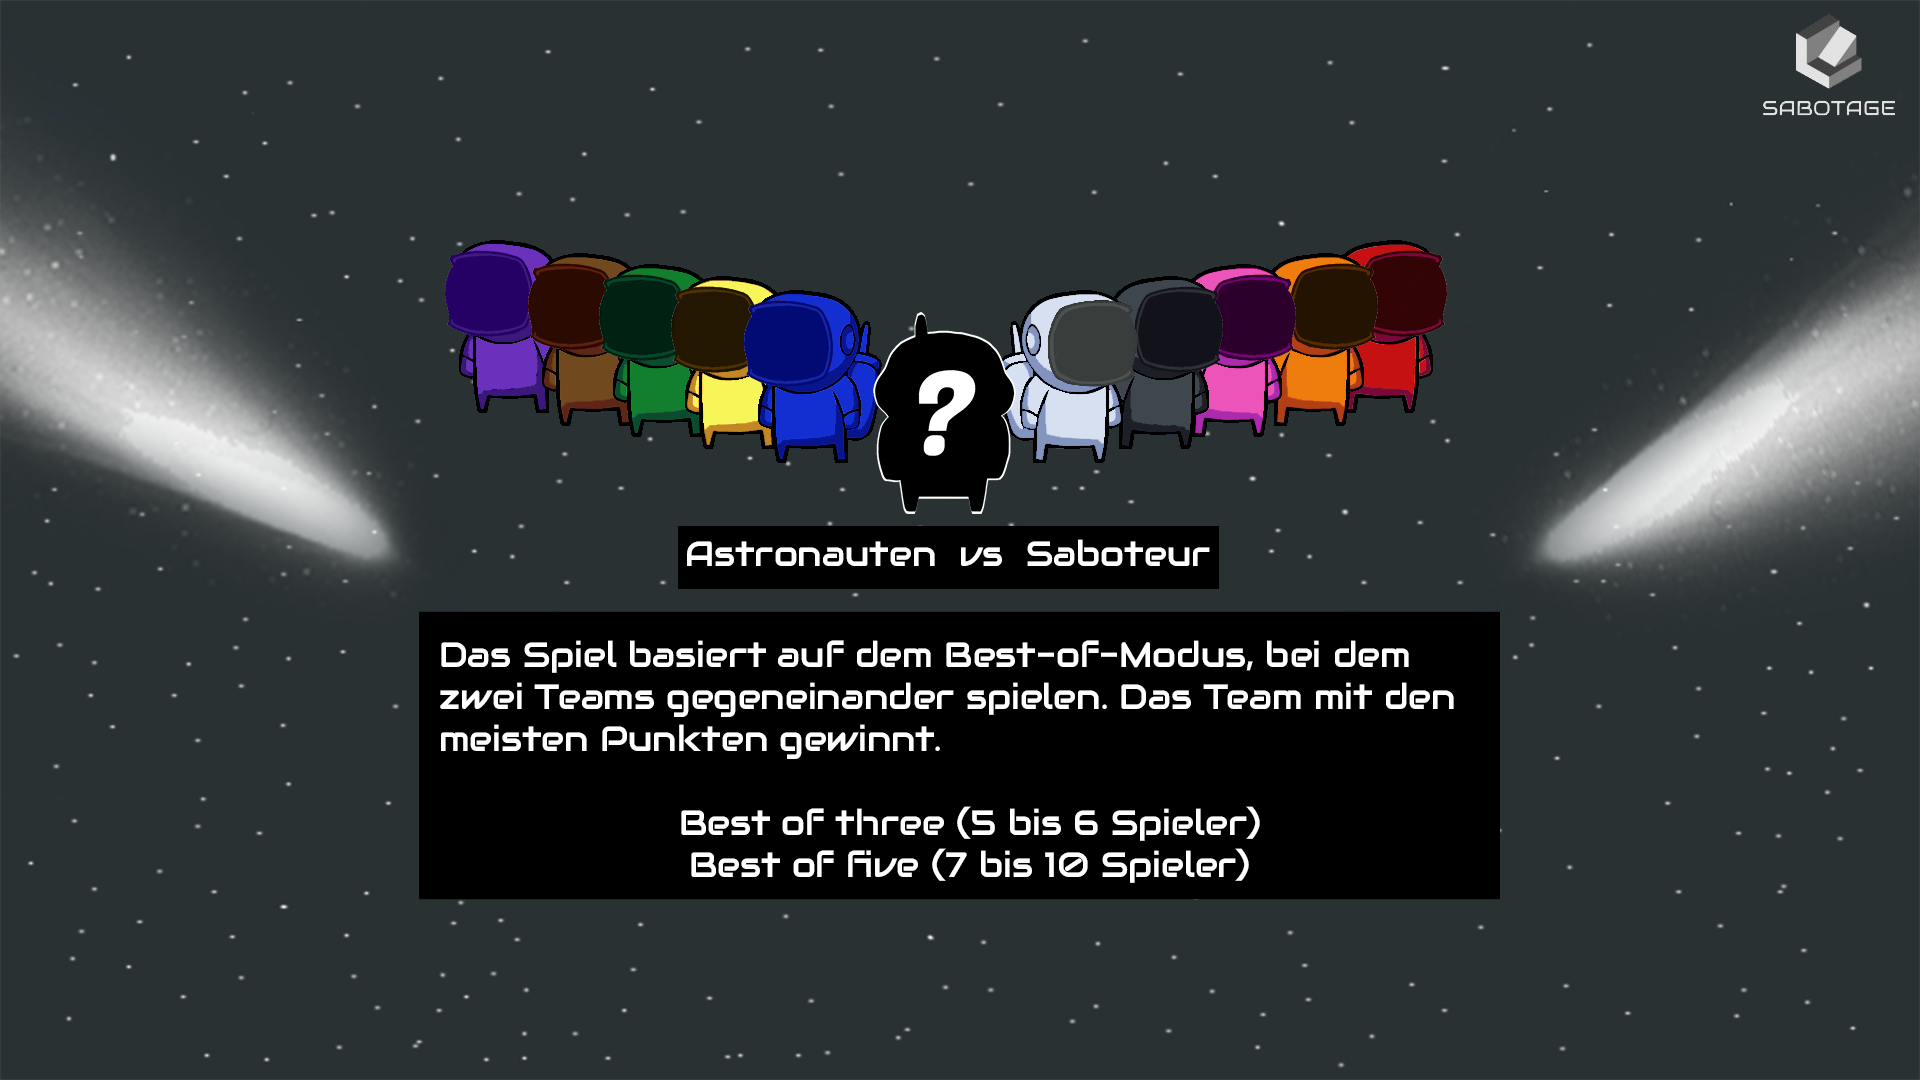 SABOTAGE
?
Astronauten vs Saboteur
Das Spiel basiert auf dem Best-of-Modus, bei dem
zwei Teams gegeneinander spielen. Das Team mit den
meisten Punkten gewinnt.
Best of three (5 bis 6 Spieler)
Best of five (7 bis 10 Spieler)